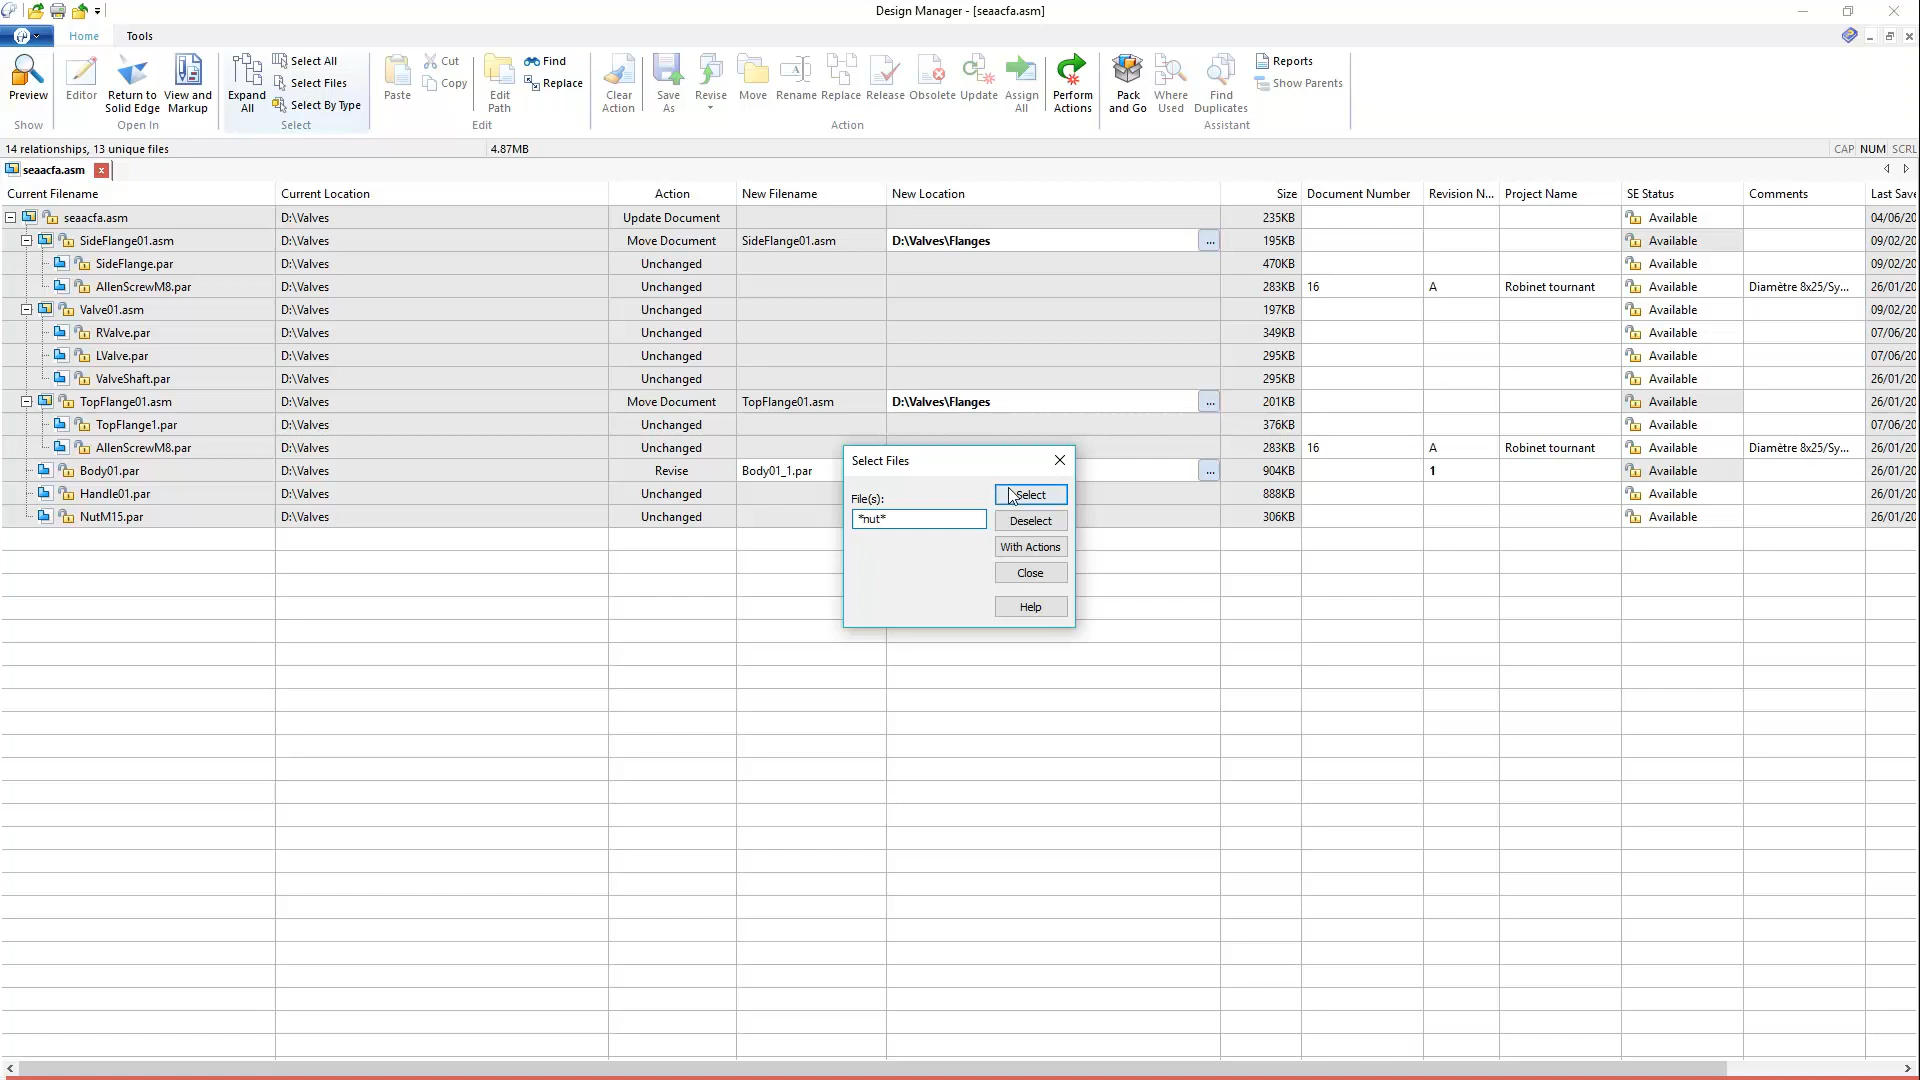 Design Manager - [seaacfa.asm]
Home Tools
Preview
Show
Editor
Return to Solid Edge
View and Markup
Open In
Expand All
Select All
Select Files
Select By Type
Select
Paste
Cut
Copy
Edit Path
Find
Replace
Edit
Clear Action
Save As
Revise
Move
Rename
Replace
Release
Obsolete
Update
Assign All
Perform Actions
Action
Pack and Go
Where Used
Find Duplicates
Reports
Show Parents
Assistant
14 relationships, 13 unique files 4.87MB CAP NUM SCRL
seaacfa.asm x
Current Filename Current Location Action New Filename New Location Size Document Number Revision N... Project Name SE Status Comments Last Save
seaacfa.asm D:\Valves Update Document 235KB Available 04/06/20
SideFlange01.asm D:\Valves Move Document SideFlange01.asm D:\Valves\Flanges ... 195KB Available 09/02/20
SideFlange.par D:\Valves Unchanged 470KB Available 09/02/20
AllenScrewM8.par D:\Valves Unchanged 283KB 16 A Robinet tournant Available Diamètre 8x25/Sy... 26/01/20
Valve01.asm D:\Valves Unchanged 197KB Available 09/02/20
RValve.par D:\Valves Unchanged 349KB Available 07/06/20
LValve.par D:\Valves Unchanged 295KB Available 07/06/20
ValveShaft.par D:\Valves Unchanged 295KB Available 26/01/20
TopFlange01.asm D:\Valves Move Document TopFlange01.asm D:\Valves\Flanges ... 201KB Available 26/01/20
TopFlange1.par D:\Valves Unchanged 376KB Available 07/06/20
AllenScrewM8.par D:\Valves Unchanged 283KB 16 A Robinet tournant Available Diamètre 8x25/Sy... 26/01/20
Body01.par D:\Valves Revise Body01_1.par ... 904KB 1 Available 26/01/20
Handle01.par D:\Valves Unchanged 888KB Available 26/01/20
NutM15.par D:\Valves Unchanged 306KB Available 26/01/20
Select Files
File(s):
*nut*
Select
Deselect
With Actions
Close
Help